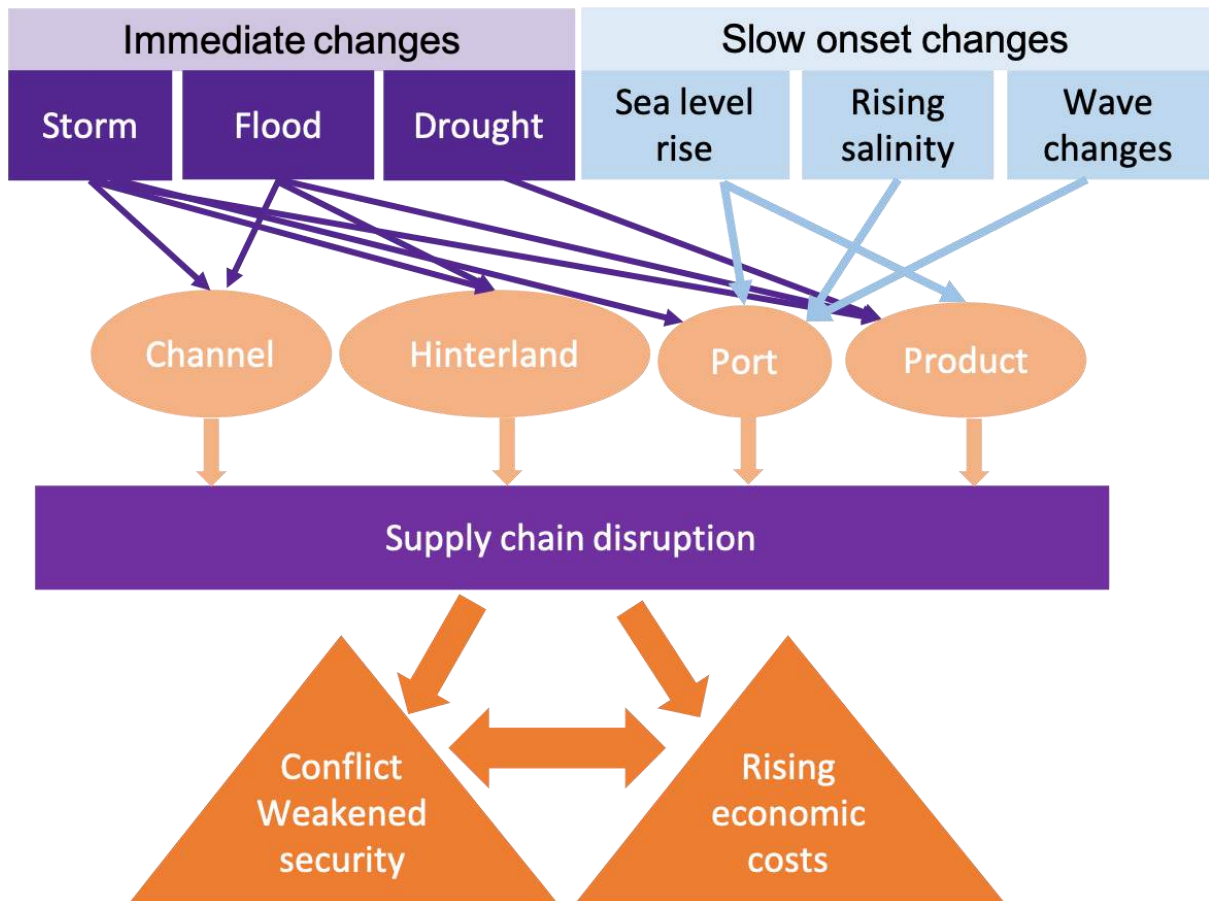 Immediate changes
Slow onset changes
Storm
Flood
Drought
Sea level
rise
Rising
salinity
Wave
changes
Channel
Hinterland
Port
Product
Supply chain disruption
Conflict
Weakened
security
Rising
economic
costs